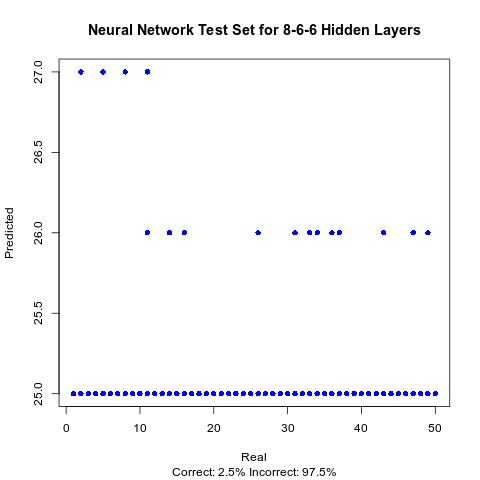 Neural Network Test Set for 8-6-6 Hidden Layers
Predicted
27.0
26.5
26.0
25.5
25.0
0 10 20 30 40 50
Real
Correct: 2.5% Incorrect: 97.5%